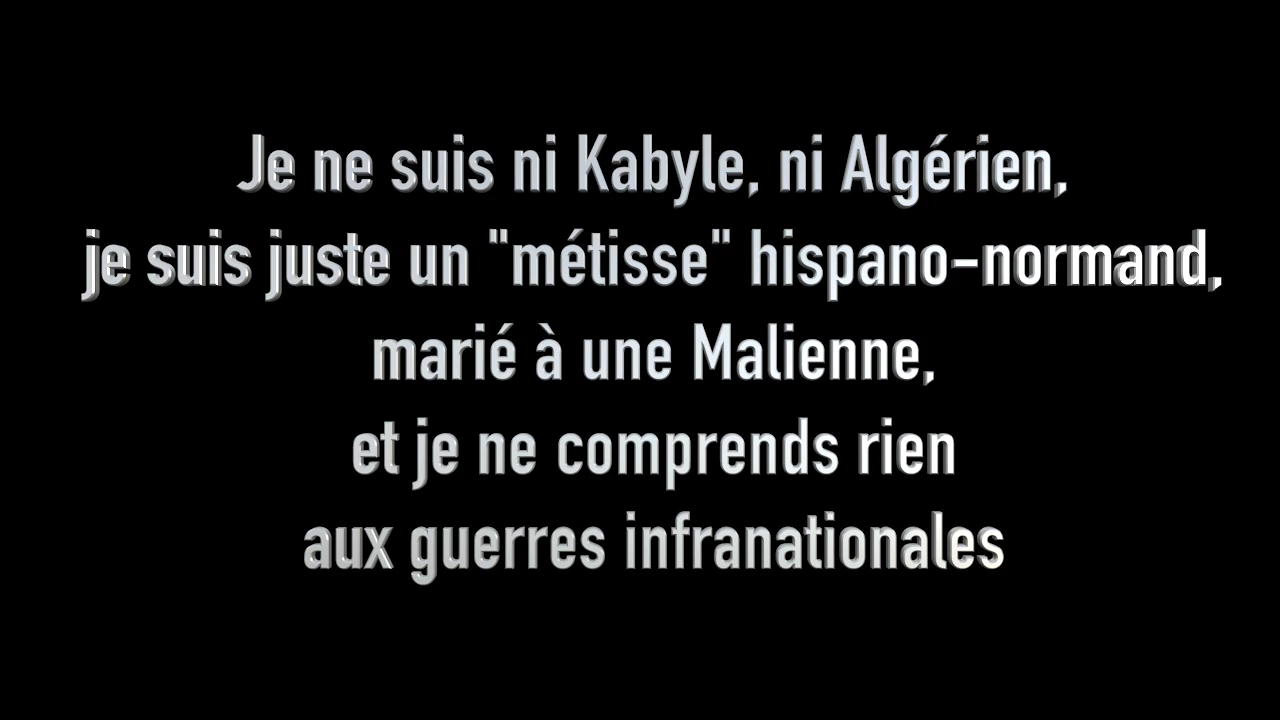 Je ne suis ni Kabyle, ni Algérien,
je suis juste un "métisse" hispano-normand,
marié à une Malienne,
et je ne comprends rien
aux guerres infranationales